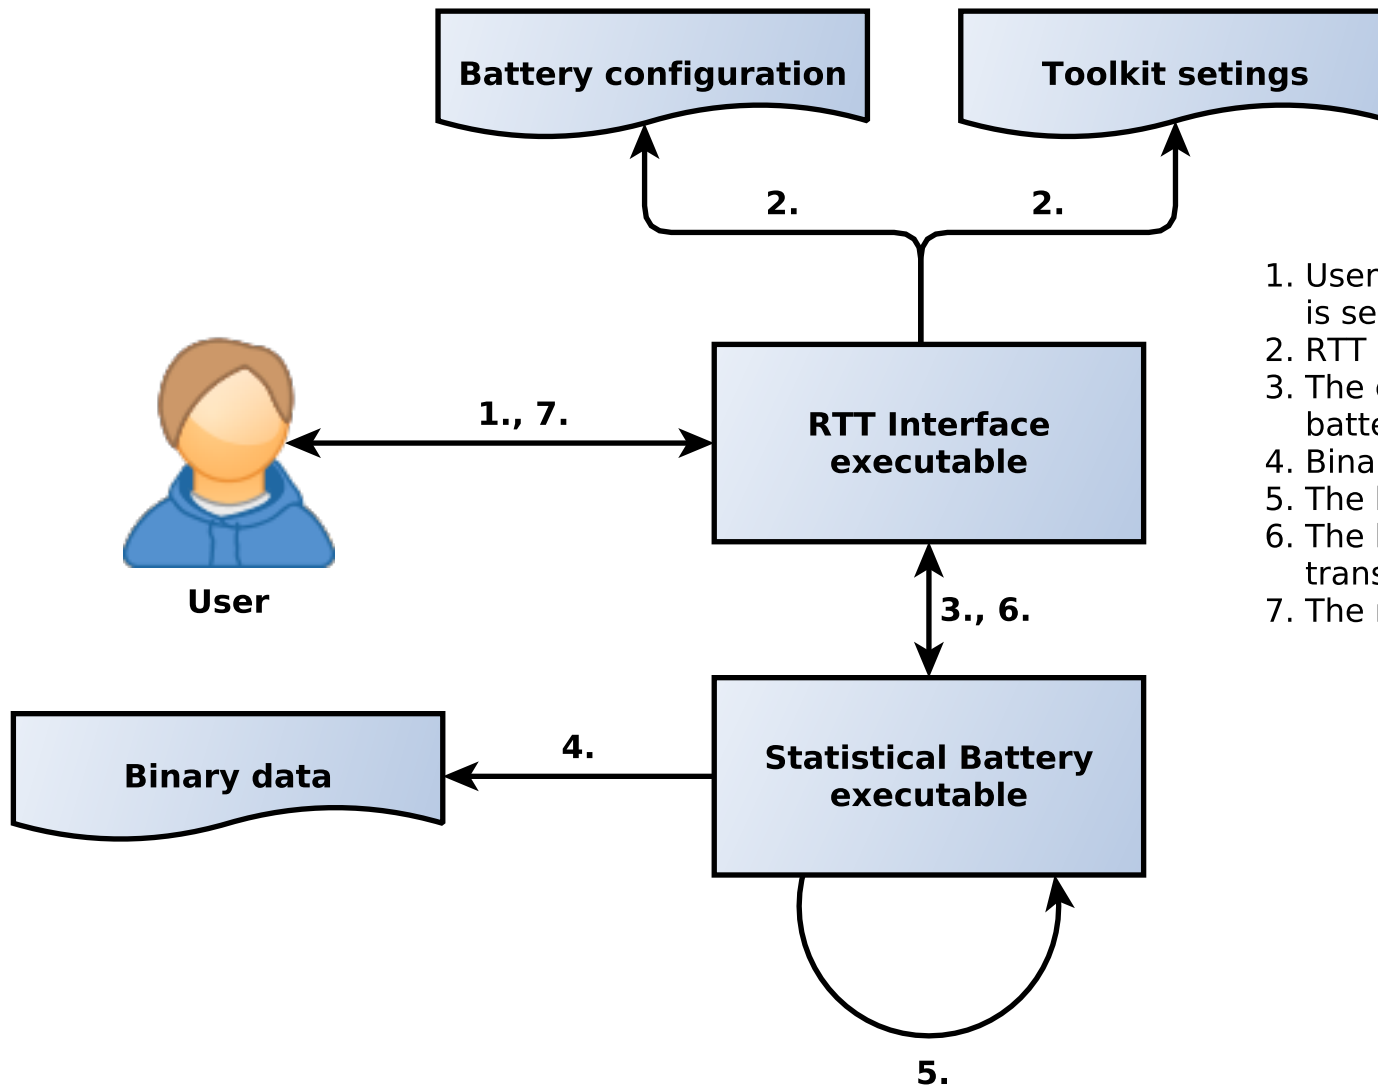 Battery configuration
Toolkit setings
2.
2.
1. User
is se
2. RTT
3. The
batte
4. Bina
5. The
6. The
trans
7. The
1., 7.
RTT Interface
executable
User
3., 6.
Statistical Battery
executable
4.
Binary data
5.